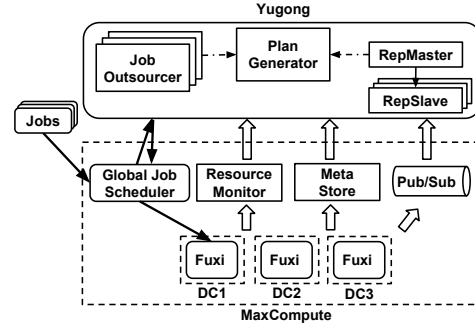 Yugong
Job
Outsourcer
Plan
Generator
RepMaster
RepSlave
Jobs
Global Job
Scheduler
Resource
Monitor
Meta
Store
Pub/Sub
Fuxi
Fuxi
Fuxi
DC1
DC2
DC3
MaxCompute